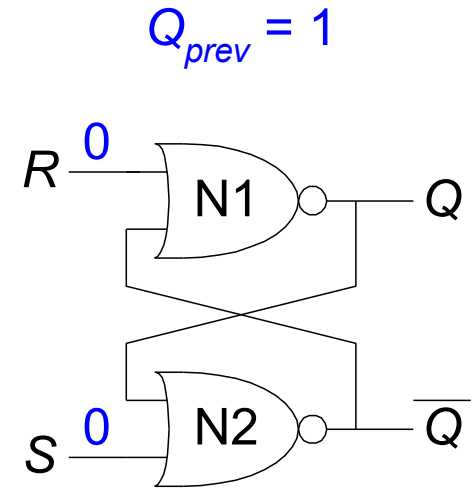 Qprev = 1
R 0
N1
Q
N2
Q̅
S 0